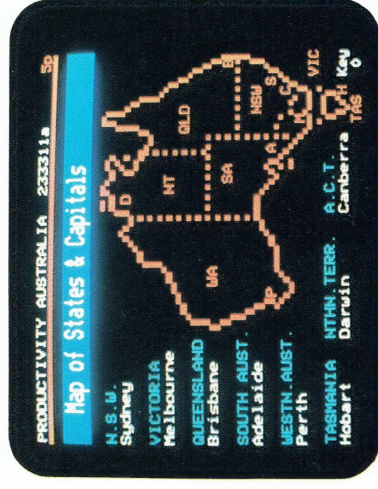 PRODUCTIVITY AUSTRALIA 233311a 5p
Map of States & Capitals
N.S.W.
Sydney
VICTORIA
Melbourne
QUEENSLAND
Brisbane
SOUTH AUST.
Adelaide
WESTN.AUST.
Perth
TASMANIA NTHN.TERR. A.C.T.
Hobart Darwin Canberra Key 0
D
NT
QLD
WA
SA
B
NSW
P
A
S
C
M
VIC
H
TAS